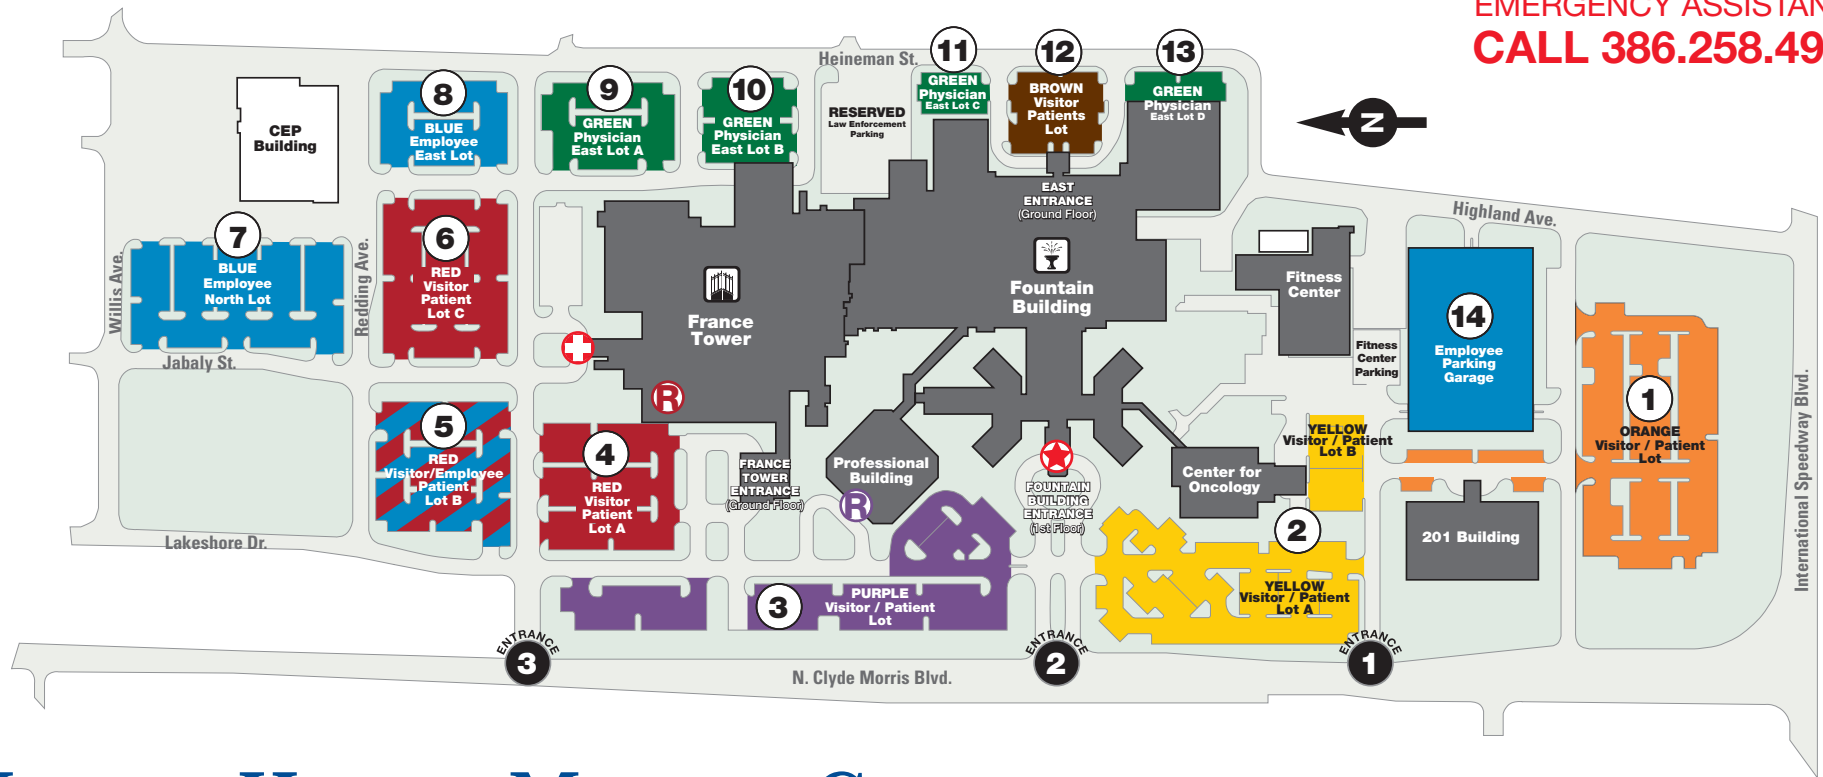 EMERGENCY ASSISTAN
CALL 386.258.49
Heineman St.
11
12
13
8
9
10
GREEN
Physician
East Lot C
BROWN
Visitor
Patients
Lot
GREEN
Physician
East Lot D
RESERVED
Law Enforcement
Parking
CEP
Building
BLUE
Employee
East Lot
GREEN
Physician
East Lot A
GREEN
Physician
East Lot B
N
EAST
ENTRANCE
(Ground Floor)
Highland Ave.
7
BLUE
Employee
North Lot
Willis Ave.
Redding Ave.
6
RED
Visitor
Patient
Lot C
France
Tower
Fountain
Building
Fitness
Center
14
Employee
Parking
Garage
Fitness
Center
Parking
Jabaly St.
R
5
RED
Visitor/Employee
Patient
Lot B
4
RED
Visitor
Patient
Lot A
FRANCE
TOWER
ENTRANCE
(Ground Floor)
Professional
Building
R
FOUNTAIN
BUILDING
ENTRANCE
(1st Floor)
Center for
Oncology
YELLOW
Visitor / Patient
Lot B
1
ORANGE
Visitor / Patient
Lot
International Speedway Blvd.
2
201 Building
Lakeshore Dr.
3
PURPLE
Visitor / Patient
Lot
YELLOW
Visitor / Patient
Lot A
ENTRANCE
3
ENTRANCE
2
ENTRANCE
1
N. Clyde Morris Blvd.